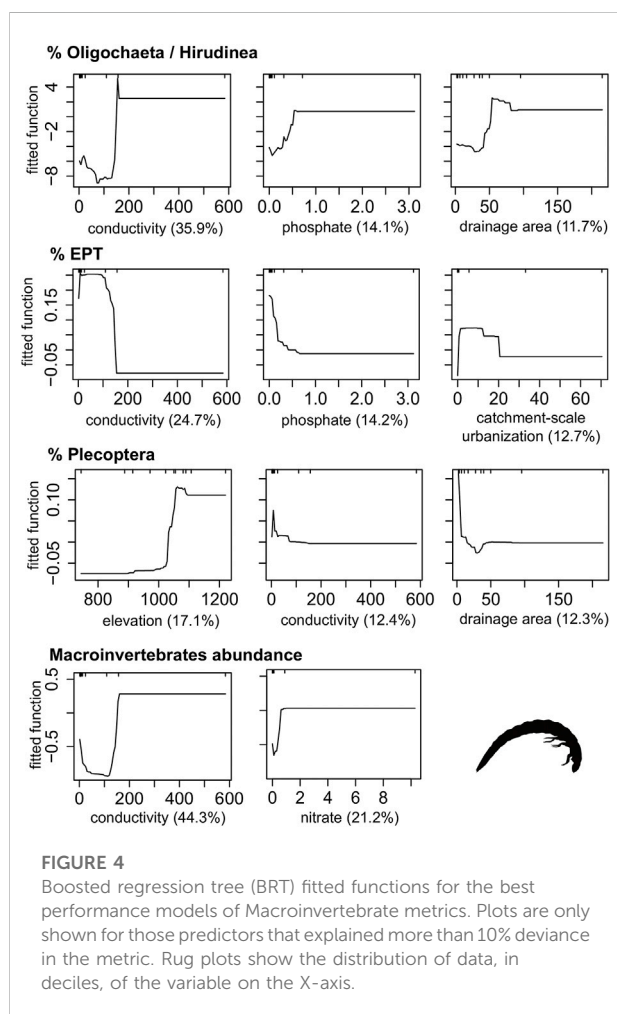 % Oligochaeta / Hirudinea
fitted function
4
-2
-8
0 200 400 600
conductivity (35.9%)
0.0 1.0 2.0 3.0
phosphate (14.1%)
0 50 150
drainage area (11.7%)
% EPT
fitted function
0.15
-0.05
0 200 400 600
conductivity (24.7%)
0.0 1.0 2.0 3.0
phosphate (14.2%)
0 20 40 60
catchment-scale
urbanization (12.7%)
% Plecoptera
fitted function
0.10
-0.05
800 1000 1200
elevation (17.1%)
0 200 400 600
conductivity (12.4%)
0 50 150
drainage area (12.3%)
Macroinvertebrates abundance
fitted function
0.5
-0.5
0 200 400 600
conductivity (44.3%)
0 2 4 6 8
nitrate (21.2%)
FIGURE 4
Boosted regression tree (BRT) fitted functions for the best
performance models of Macroinvertebrate metrics. Plots are only
shown for those predictors that explained more than 10% deviance
in the metric. Rug plots show the distribution of data, in
deciles, of the variable on the X-axis.